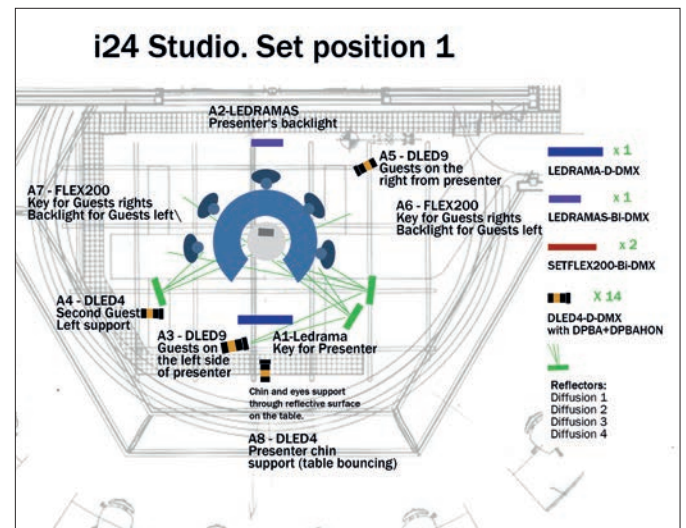 i24 Studio. Set position 1
A2-LEDRAMAS
Presenter's backlight
A5 - DLED9
Guests on the
right from presenter
A7 - FLEX200
Key for Guests rights
Backlight for Guests left\
A6 - FLEX200
Key for Guests rights
Backlight for Guests left
A4 - DLED4
Second Guest
Left support
A3 - DLED9
Guests on
the left side
of presenter
A1-Ledrama
Key for Presenter
Chin and eyes support
through reflective surface
on the table.
A8 - DLED4
Presenter chin
support (table bouncing)
x 1
LEDRAMA-D-DMX
x 1
LEDRAMAS-BI-DMX
x 2
SETFLEX200-Bi-DMX
X 14
DLED4-D-DMX
with DPBA+DPBAHON
Reflectors:
Diffusion 1
Diffusion 2
Diffusion 3
Diffusion 4